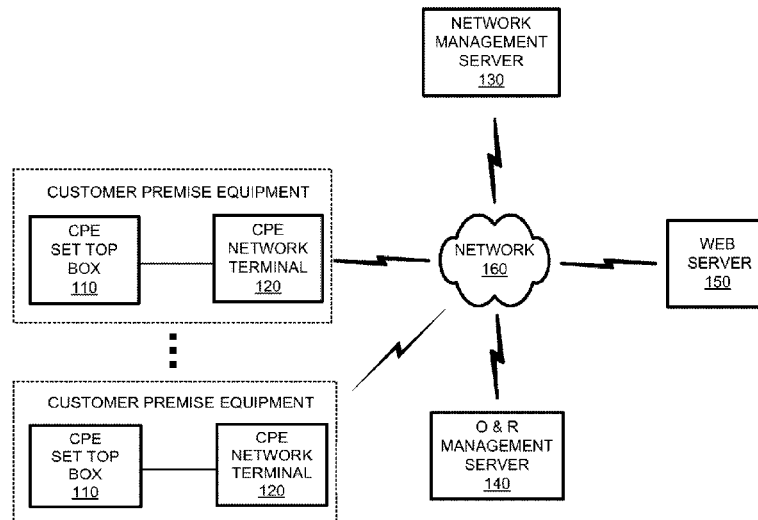 NETWORK
MANAGEMENT
SERVER
130
CUSTOMER PREMISE EQUIPMENT
CPE
SET TOP
BOX
110
CPE
NETWORK
TERMINAL
120
NETWORK
160
WEB
SERVER
150
CUSTOMER PREMISE EQUIPMENT
CPE
SET TOP
BOX
110
CPE
NETWORK
TERMINAL
120
O & R
MANAGEMENT
SERVER
140